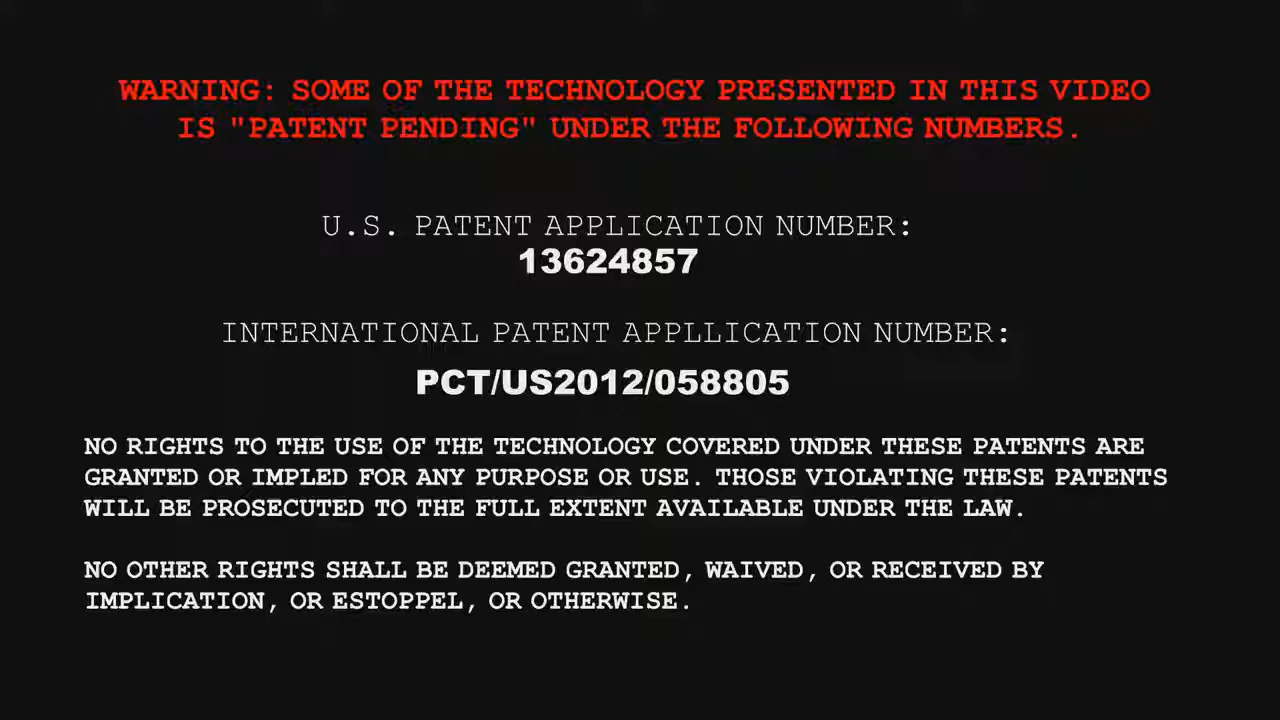 WARNING: SOME OF THE TECHNOLOGY PRESENTED IN THIS VIDEO
IS "PATENT PENDING" UNDER THE FOLLOWING NUMBERS.
U.S. PATENT APPLICATION NUMBER:
13624857
INTERNATIONAL PATENT APPLLICATION NUMBER:
PCT/US2012/058805
NO RIGHTS TO THE USE OF THE TECHNOLOGY COVERED UNDER THESE PATENTS ARE
GRANTED OR IMPLED FOR ANY PURPOSE OR USE. THOSE VIOLATING THESE PATENTS
WILL BE PROSECUTED TO THE FULL EXTENT AVAILABLE UNDER THE LAW.
NO OTHER RIGHTS SHALL BE DEEMED GRANTED, WAIVED, OR RECEIVED BY
IMPLICATION, OR ESTOPPEL, OR OTHERWISE.